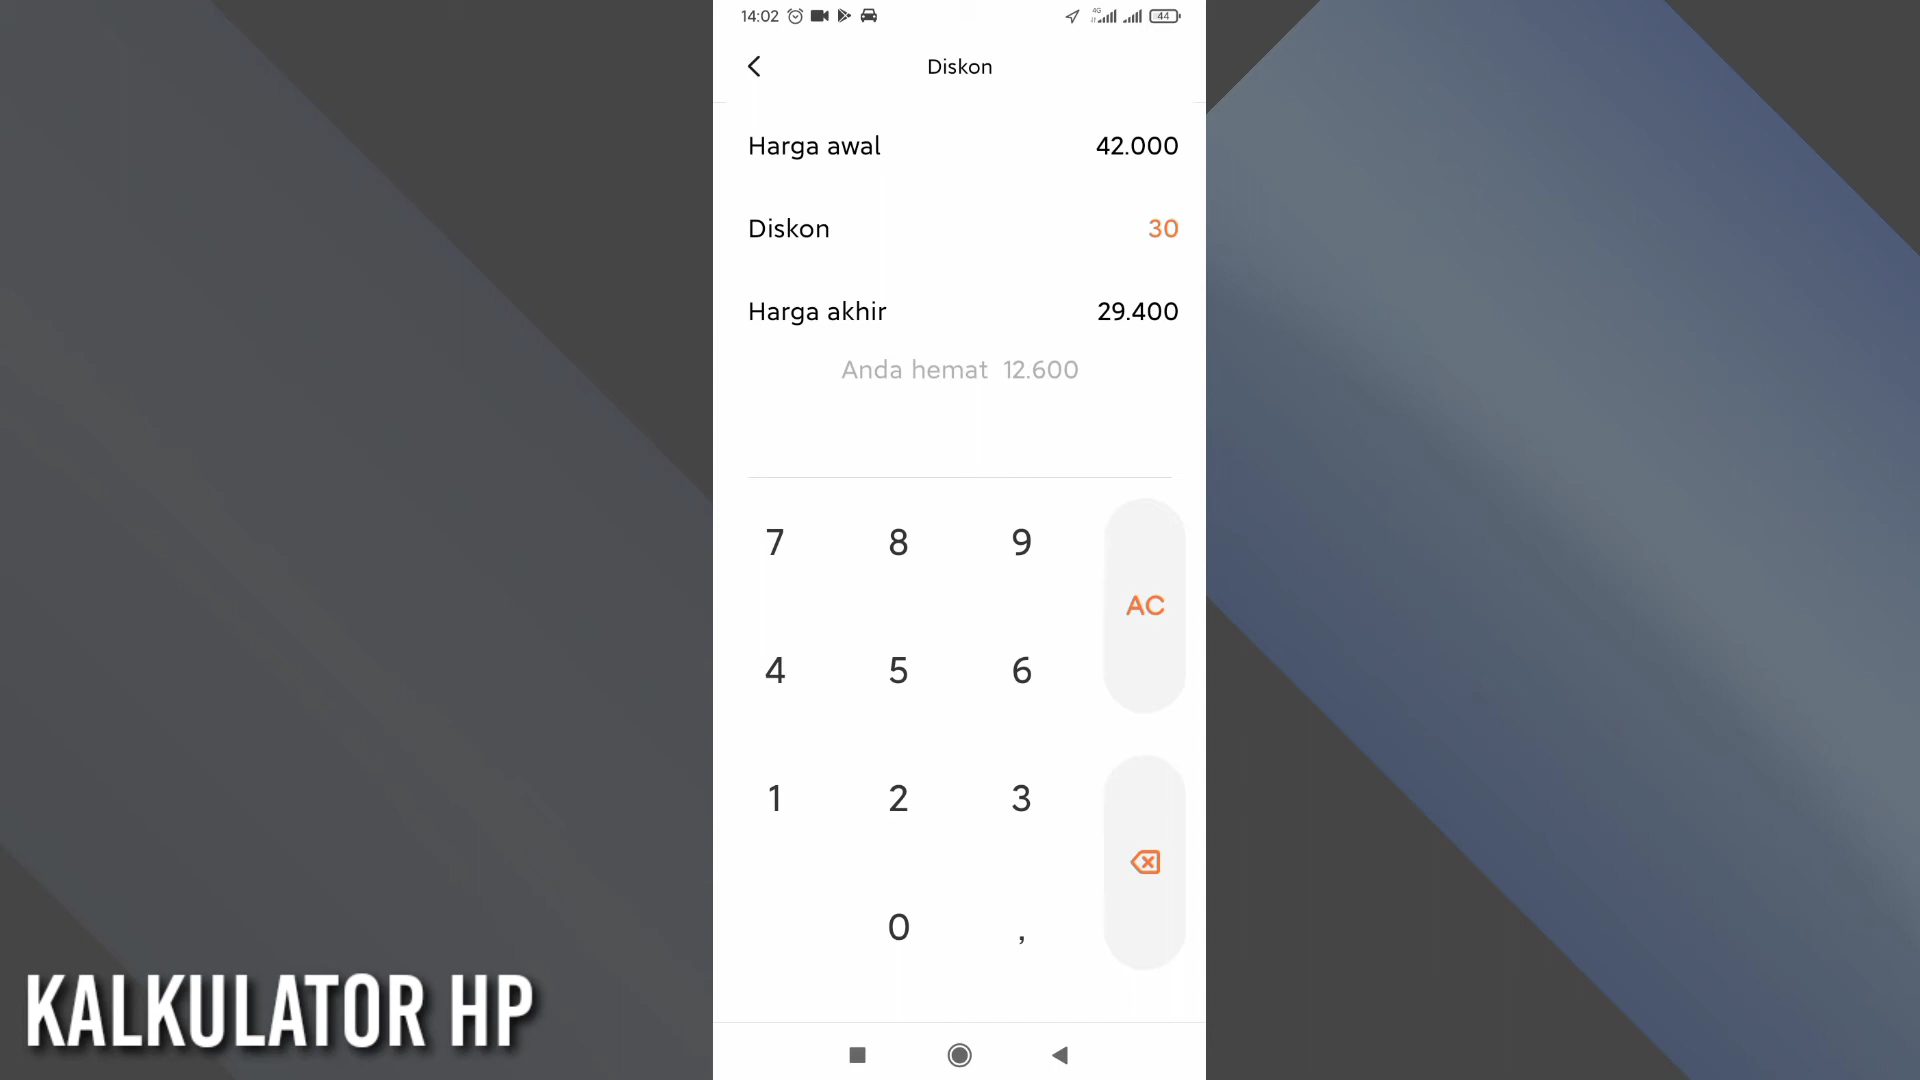 14:02 4G 44
Diskon
Harga awal 42.000
Diskon 30
Harga akhir 29.400
Anda hemat 12.600
7 8 9
AC
4 5 6
1 2 3
0 ,
KALKULATOR HP